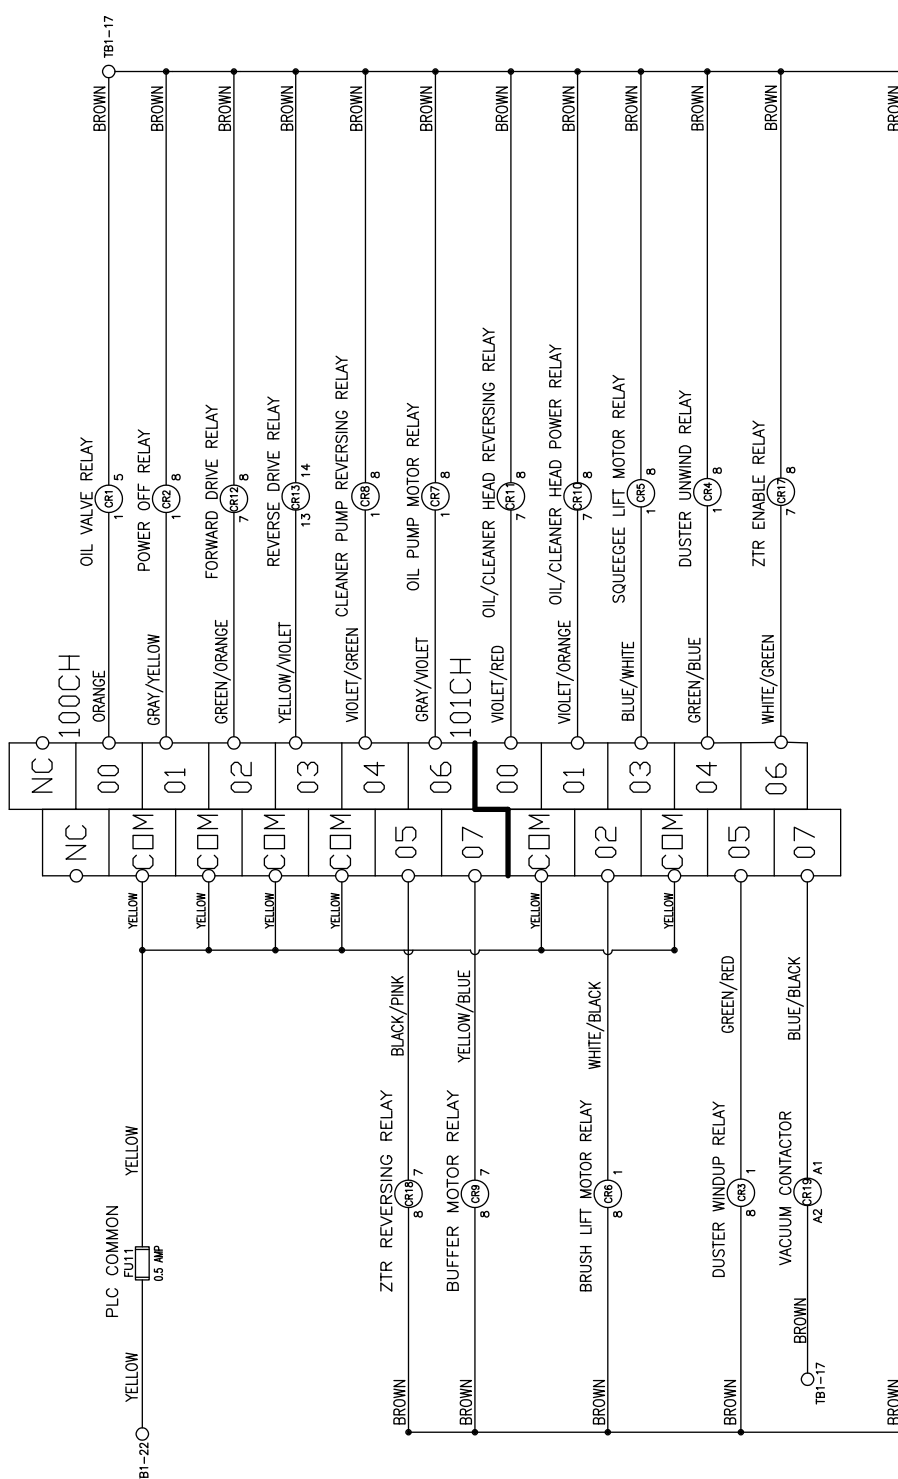 TB1-17
BROWN
BROWN
BROWN
BROWN
BROWN
BROWN
BROWN
BROWN
BROWN
BROWN
BROWN
BROWN
OIL VALVE RELAY
1 CR1 5
POWER OFF RELAY
1 CR2 8
FORWARD DRIVE RELAY
7 CR12 8
REVERSE DRIVE RELAY
13 CR13 14
CLEANER PUMP REVERSING RELAY
1 CR8 8
OIL PUMP MOTOR RELAY
1 CR7 8
OIL/CLEANER HEAD REVERSING RELAY
7 CR11 8
OIL/CLEANER HEAD POWER RELAY
7 CR10 8
SQUEEGEE LIFT MOTOR RELAY
1 CR5 8
DUSTER UNWIND RELAY
1 CR4 8
ZTR ENABLE RELAY
7 CR17 8
100CH
ORANGE
GRAY/YELLOW
GREEN/ORANGE
YELLOW/VIOLET
VIOLET/GREEN
GRAY/VIOLET
101CH
VIOLET/RED
VIOLET/ORANGE
BLUE/WHITE
GREEN/BLUE
WHITE/GREEN
NC
00
01
02
03
04
06
00
01
03
04
06
NC
COM
COM
COM
COM
05
07
COM
02
COM
05
07
YELLOW
YELLOW
YELLOW
YELLOW
YELLOW
YELLOW
BLACK/PINK
YELLOW/BLUE
WHITE/BLACK
GREEN/RED
BLUE/BLACK
YELLOW
PLC COMMON
FU11
0.5 AMP
YELLOW
B1-22
ZTR REVERSING RELAY
8 CR18 7
BUFFER MOTOR RELAY
8 CR9 7
BRUSH LIFT MOTOR RELAY
8 CR6 1
DUSTER WINDUP RELAY
8 CR3 1
VACUUM CONTACTOR
A2 CR19 A1
BROWN
TB1-17
BROWN
BROWN
BROWN
BROWN
BROWN